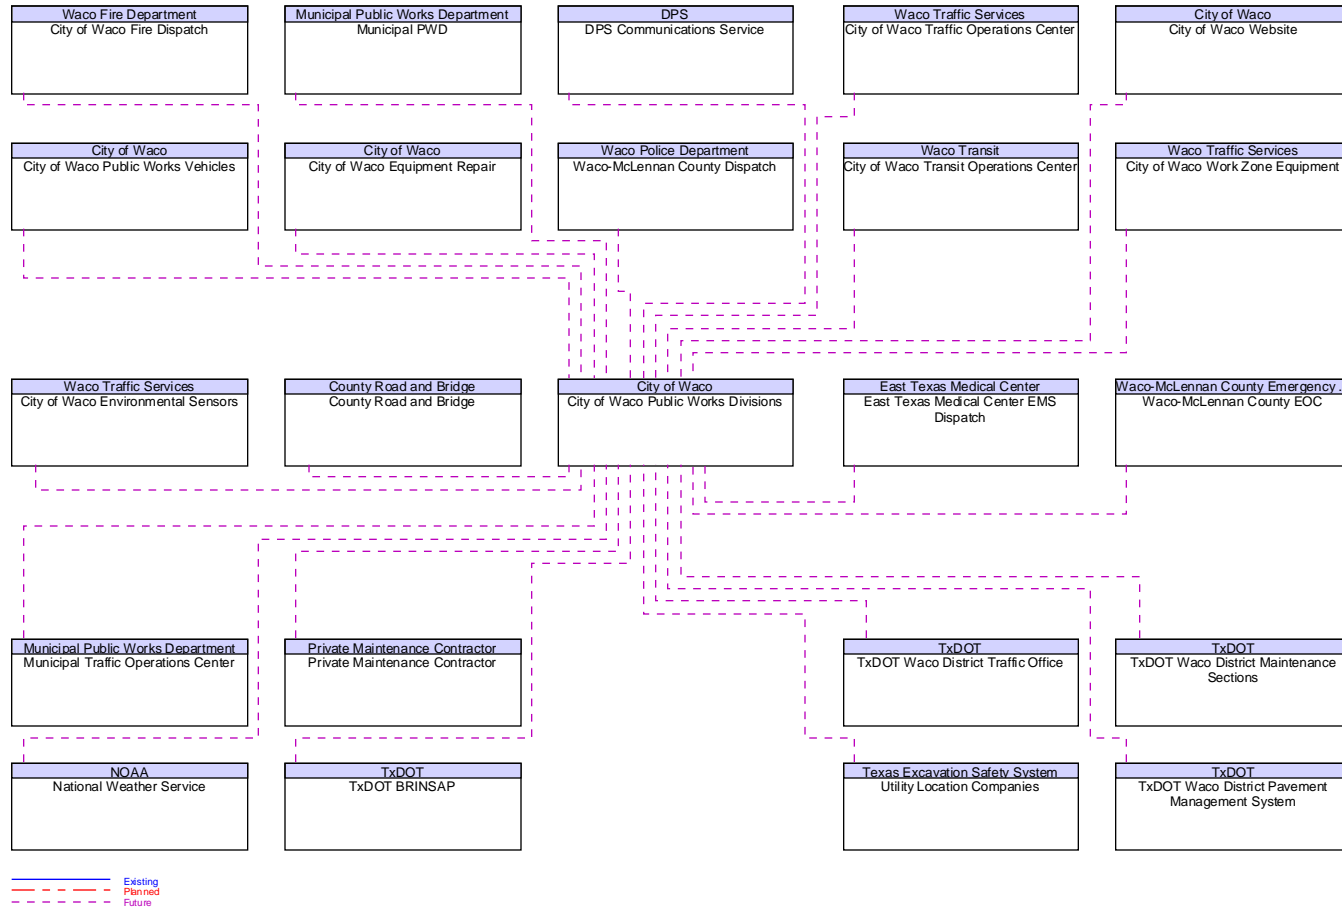 Waco Fire Department
City of Waco Fire Dispatch
Municipal Public Works Department
Municipal PWD
DPS
DPS Communications Service
Waco Traffic Services
City of Waco Traffic Operations Center
City of Waco
City of Waco Website
City of Waco
City of Waco Public Works Vehicles
City of Waco
City of Waco Equipment Repair
Waco Police Department
Waco-McLennan County Dispatch
Waco Transit
City of Waco Transit Operations Center
Waco Traffic Services
City of Waco Work Zone Equipment
Waco Traffic Services
City of Waco Environmental Sensors
County Road and Bridge
County Road and Bridge
City of Waco
City of Waco Public Works Divisions
East Texas Medical Center
East Texas Medical Center EMS
Dispatch
Waco-McLennan County Emergency .
Waco-McLennan County EOC
Municipal Public Works Department
Municipal Traffic Operations Center
Private Maintenance Contractor
Private Maintenance Contractor
TxDOT
TxDOT Waco District Traffic Office
TxDOT
TxDOT Waco District Maintenance
Sections
NOAA
National Weather Service
TxDOT
TxDOT BRINSAP
Texas Excavation Safety System
Utility Location Companies
TxDOT
TxDOT Waco District Pavement
Management System
Existing
Planned
Future